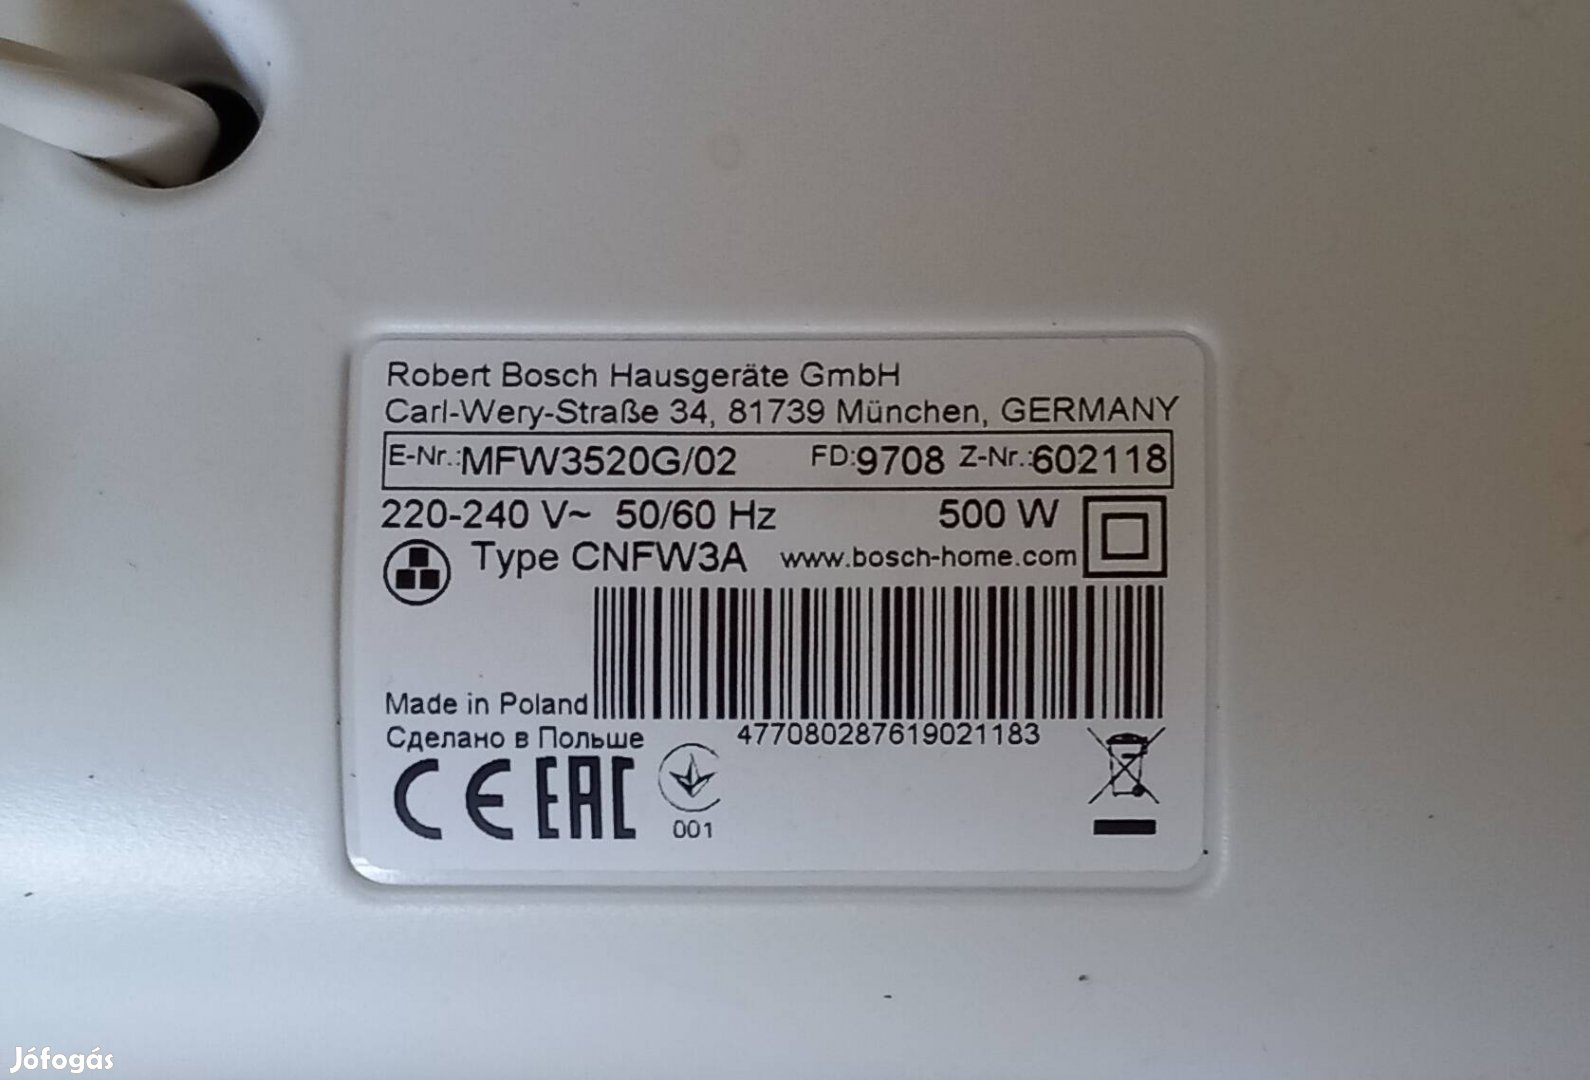 Robert Bosch Hausgeräte GmbH
Carl-Wery-Straße 34, 81739 München, GERMANY
E-Nr.:MFW3520G/02 FD:9708 Z-Nr.:602118
220-240 V~ 50/60 Hz 500 W
Type CNFW3A www.bosch-home.com
Made in Poland
Сделано в Польше 477080287619021183
CE EAC
001
Jófogás